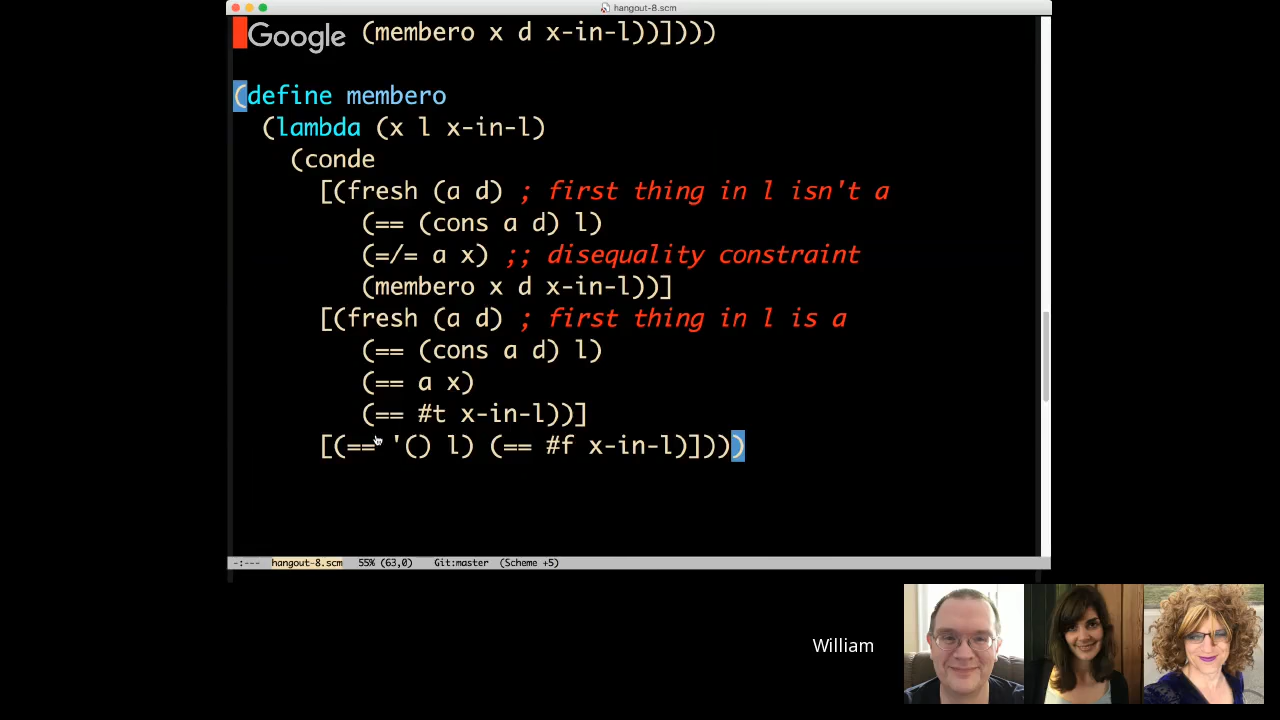 hangout-8.scm
Google (membero x d x-in-l))])))
(define membero
(lambda (x l x-in-l)
(conde
[(fresh (a d) ; first thing in l isn't a
(== (cons a d) l)
(=/= a x) ;; disequality constraint
(membero x d x-in-l))]
[(fresh (a d) ; first thing in l is a
(== (cons a d) l)
(== a x)
(== #t x-in-l))]
[(== '() l) (== #f x-in-l)])))
-:--- hangout-8.scm 55% (63,0) Git:master (Scheme +5)
William